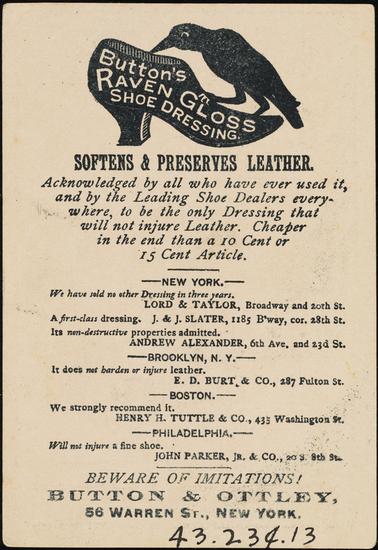 Button's
RAVEN GLOSS
SHOE DRESSING.
SOFTENS & PRESERVES LEATHER.
Acknowledged by all who have ever used it,
and by the Leading Shoe Dealers every-
where, to be the only Dressing that
will not injure Leather. Cheaper
in the end than a 10 Cent or
15 Cent Article.
NEW YORK.
We have sold no other Dressing in three years.
LORD & TAYLOR, Broadway and 20th St.
A first-class dressing. J. & J. SLATER, 1185 B'way, cor. 28th St.
Its non-destructive properties admitted.
ANDREW ALEXANDER, 6th Ave. and 23d St.
BROOKLYN, N. Y.
It does not harden or injure leather.
E. D. BURT & CO., 287 Fulton St.
BOSTON.
We strongly recommend it.
HENRY H. TUTTLE & CO., 435 Washington St.
PHILADELPHIA.
Will not injure a fine shoe.
JOHN PARKER, JR. & CO., 20 S. 8th St.
BEWARE OF IMITATIONS!
BUTTON & OTTLEY,
56 WARREN ST., NEW YORK.
43.234.13